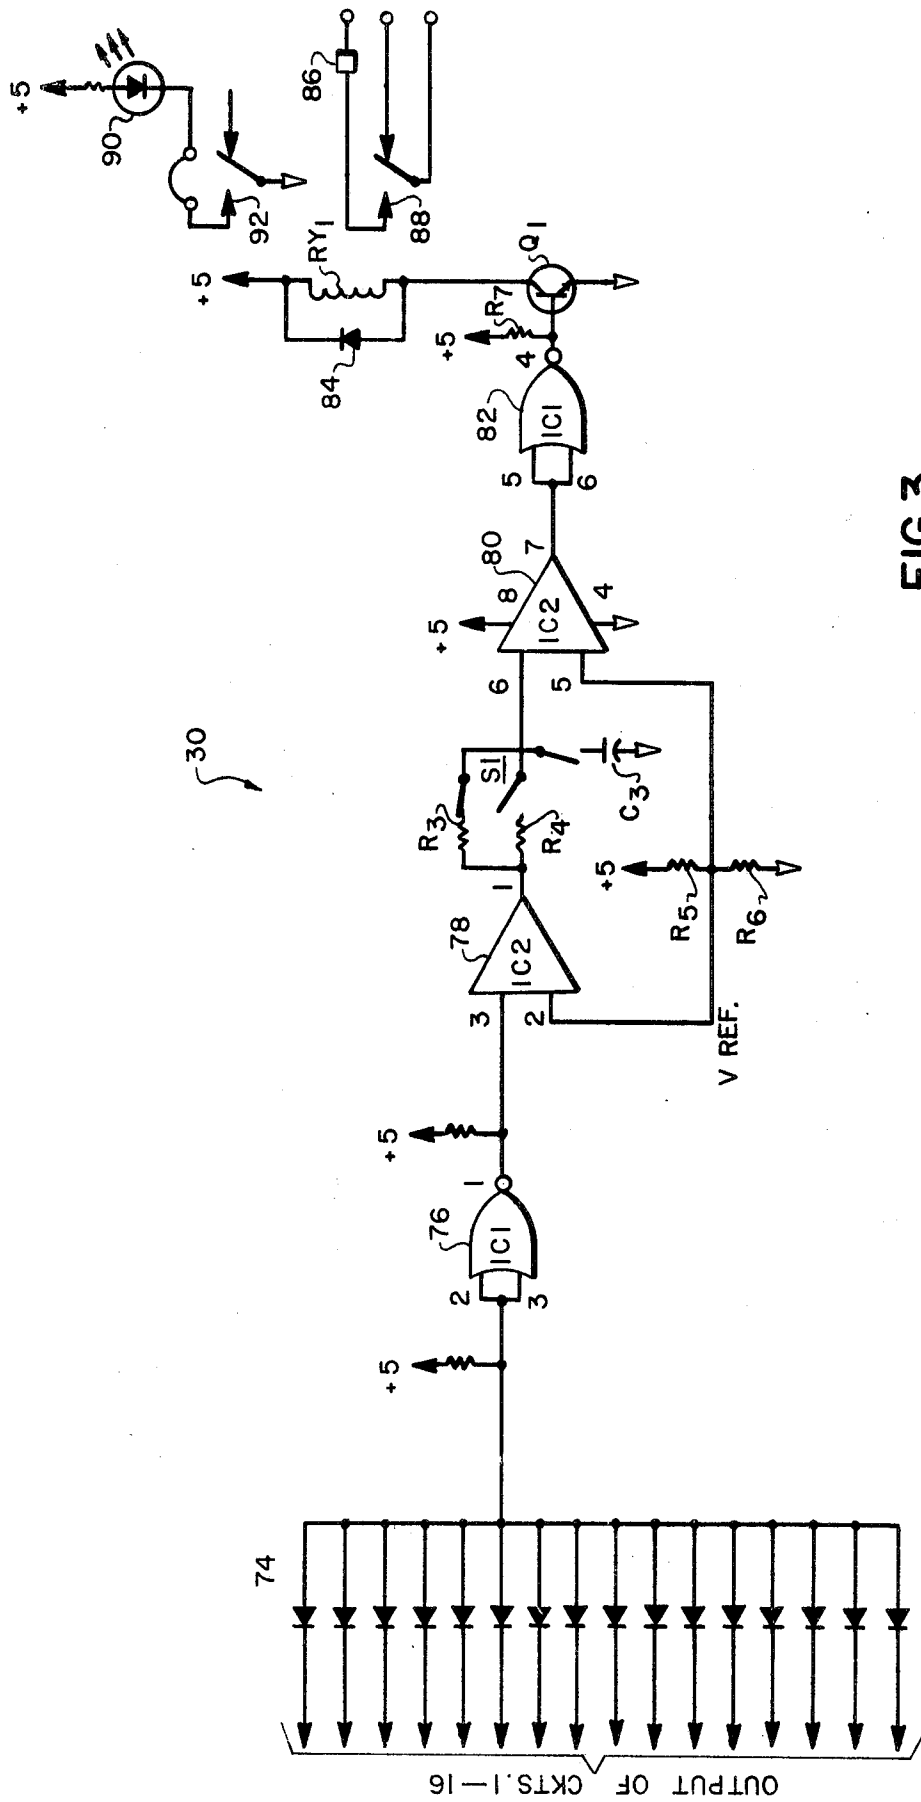 +5
90
92
86
88
+5
RY1
84
Q1
+5
R7
4
82
IC1
5
6
7
80
8
+5
IC2
4
6
5
30
S1
R3
R4
C3
1
78
IC2
3
2
+5
R5
R6
V REF.
+5
1
76
IC1
2
3
+5
74
OUTPUT OF
CKTS. 1—16
FIG.3